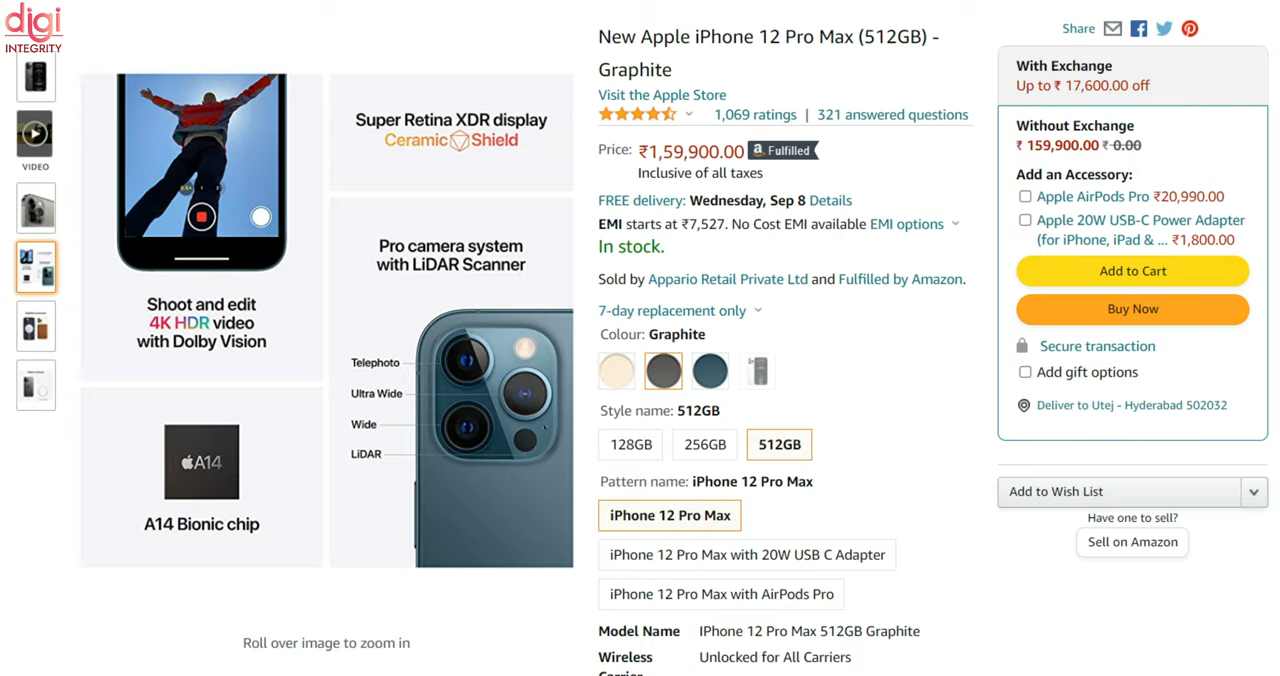 digi
INTEGRITY
VIDEO
Shoot and edit
4K HDR video
with Dolby Vision
A14
A14 Bionic chip
Super Retina XDR display
Ceramic Shield
Pro camera system
with LiDAR Scanner
Telephoto
Ultra Wide
Wide
LiDAR
Roll over image to zoom in
New Apple iPhone 12 Pro Max (512GB) -
Graphite
Visit the Apple Store
1,069 ratings | 321 answered questions
Price: ₹1,59,900.00 a Fulfilled
Inclusive of all taxes
FREE delivery: Wednesday, Sep 8 Details
EMI starts at ₹7,527. No Cost EMI available EMI options
In stock.
Sold by Appario Retail Private Ltd and Fulfilled by Amazon.
7-day replacement only
Colour: Graphite
Style name: 512GB
128GB 256GB 512GB
Pattern name: iPhone 12 Pro Max
iPhone 12 Pro Max
iPhone 12 Pro Max with 20W USB C Adapter
iPhone 12 Pro Max with AirPods Pro
Model Name IPhone 12 Pro Max 512GB Graphite
Wireless Unlocked for All Carriers
Carrier
Share
With Exchange
Up to ₹ 17,600.00 off
Without Exchange
₹ 159,900.00 ₹ 0.00
Add an Accessory:
Apple AirPods Pro ₹20,990.00
Apple 20W USB-C Power Adapter
(for iPhone, iPad & ... ₹1,800.00
Add to Cart
Buy Now
Secure transaction
Add gift options
Deliver to Utej - Hyderabad 502032
Add to Wish List
Have one to sell?
Sell on Amazon